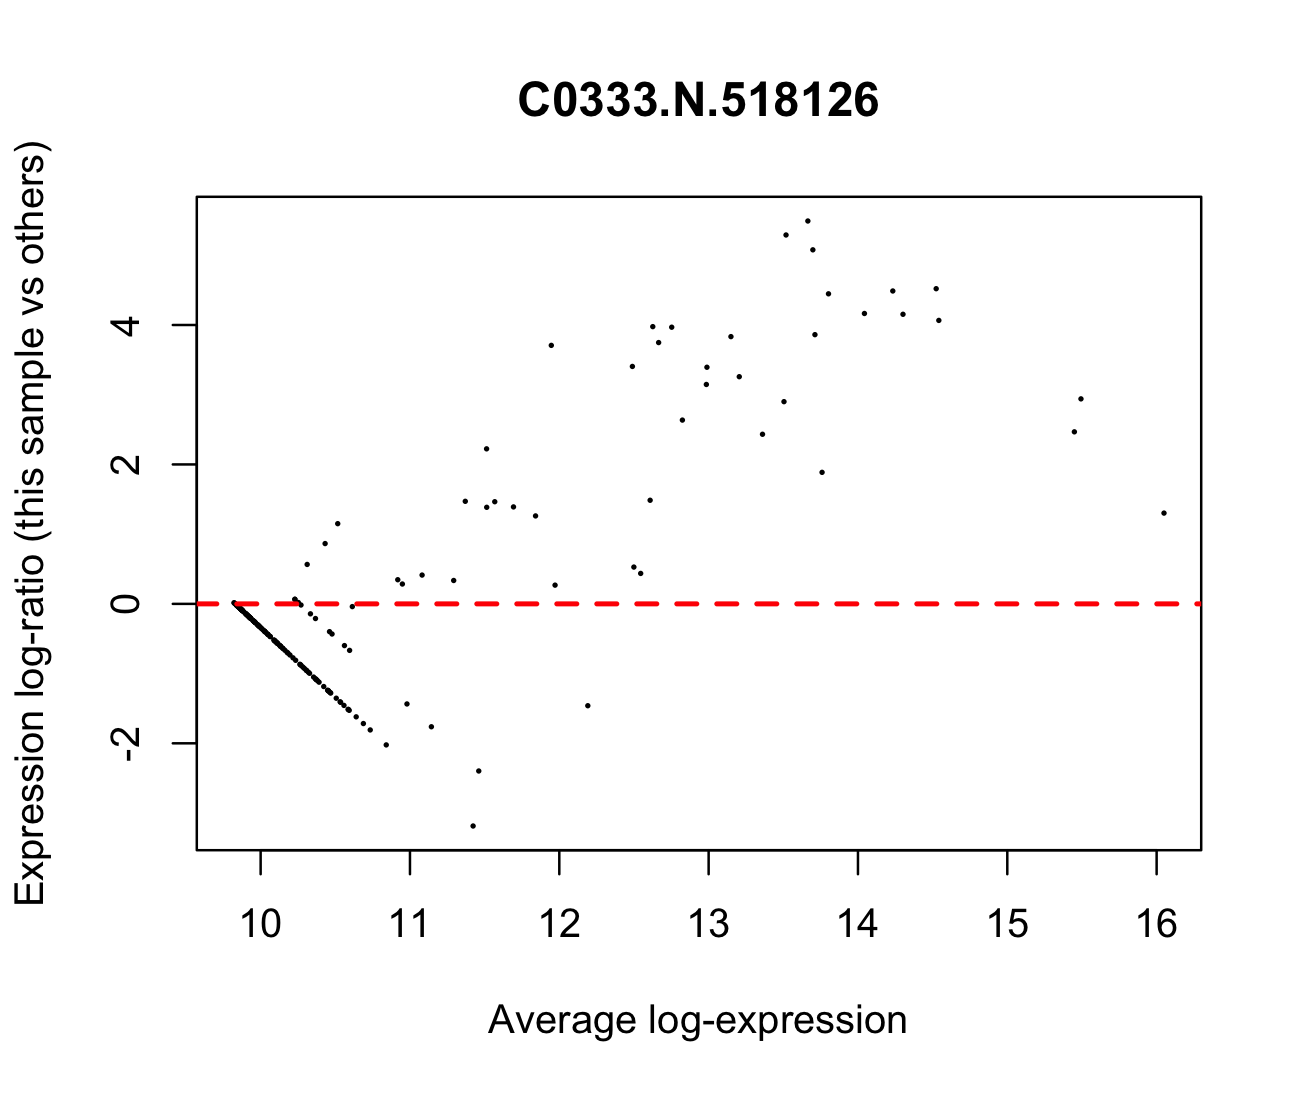 C0333.N.518126
Expression log-ratio (this sample vs others)
4
2
0
-2
10 11 12 13 14 15 16
Average log-expression